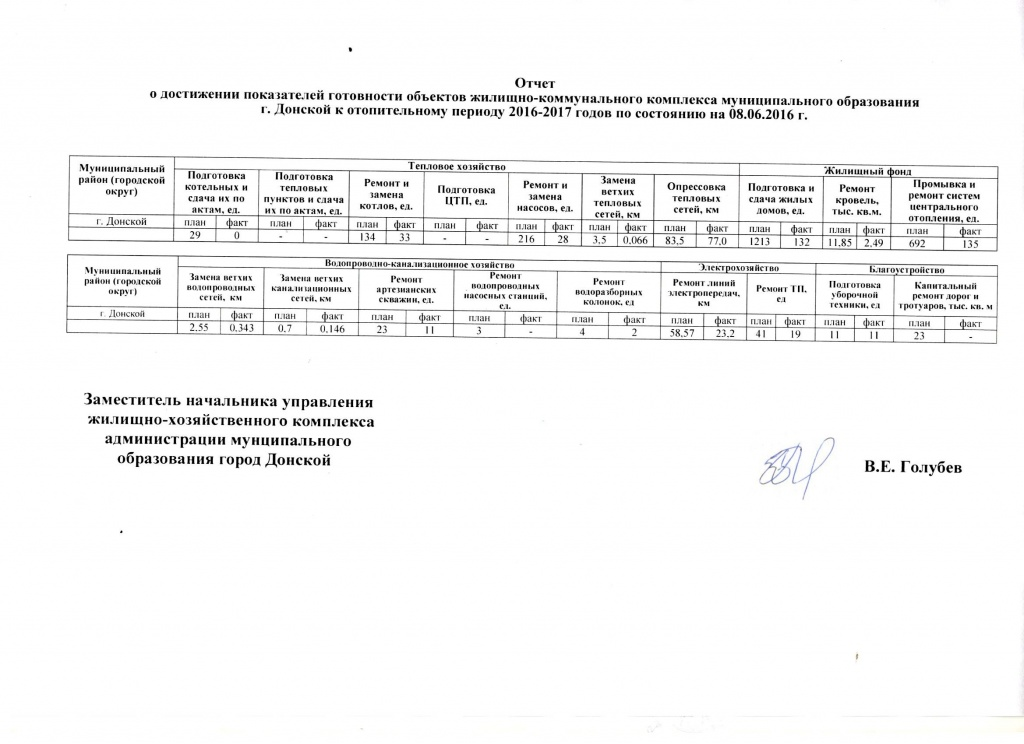 Отчет
о достижении показателей готовности объектов жилищно-коммунального комплекса муниципального образования
г. Донской к отопительному периоду 2016-2017 годов по состоянию на 08.06.2016 г.
Муниципальный район (городской округ) Тепловое хозяйство Жилищный фонд
Подготовка котельных и сдача их по актам, ед. Подготовка тепловых пунктов и сдача их по актам, ед. Ремонт и замена котлов, ед. Подготовка ЦТП, ед. Ремонт и замена насосов, ед. Замена ветхих тепловых сетей, км Опрессовка тепловых сетей, км Подготовка и сдача жилых домов, ед. Ремонт кровель, тыс. кв.м. Промывка и ремонт систем центрального отопления, ед.
г. Донской план факт план факт план факт план факт план факт план факт план факт план факт план факт план факт
29 0 - - 134 33 - - 216 28 3,5 0,066 83,5 77,0 1213 132 11,85 2,49 692 135
Муниципальный район (городской округ) Водопроводно-канализационное хозяйство Электрохозяйство Благоустройство
Замена ветхих водопроводных сетей, км Замена ветхих канализационных сетей, км Ремонт артезианских скважин, ед. Ремонт водопроводных насосных станций, ед. Ремонт водоразборных колонок, ед Ремонт линий электропередач, км Ремонт ТП, ед Подготовка уборочной техники, ед Капитальный ремонт дорог и тротуаров, тыс. кв. м
г. Донской план факт план факт план факт план факт план факт план факт план факт план факт план факт
2.55 0,343 0,7 0,146 23 11 3 - 4 2 58,57 23,2 41 19 11 11 23 -
Заместитель начальника управления
жилищно-хозяйственного комплекса
администрации мунципального
образования город Донской
В.Е. Голубев